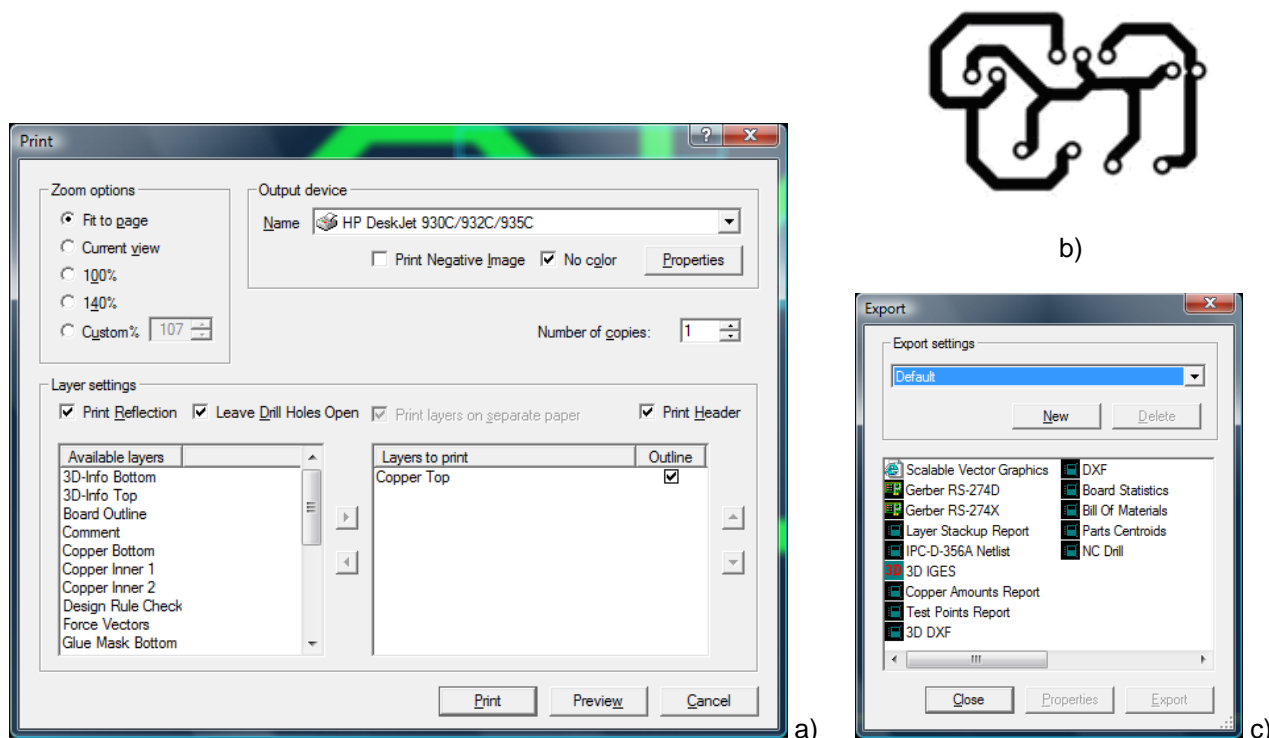 Print
Zoom options
Fit to page
Current view
100%
140%
Custom% 107
Output device
Name HP DeskJet 930C/932C/935C
Print Negative Image No color Properties
Number of copies: 1
Layer settings
Print Reflection Leave Drill Holes Open Print layers on separate paper Print Header
Available layers
3D-Info Bottom
3D-Info Top
Board Outline
Comment
Copper Bottom
Copper Inner 1
Copper Inner 2
Design Rule Check
Force Vectors
Glue Mask Bottom
Layers to print Outline
Copper Top
Print Preview Cancel
a)
b)
Export
Export settings
Default
New Delete
Scalable Vector Graphics
Gerber RS-274D
Gerber RS-274X
Layer Stackup Report
IPC-D-356A Netlist
3D 3D IGES
Copper Amounts Report
Test Points Report
3D DXF
DXF
Board Statistics
Bill Of Materials
Parts Centroids
NC Drill
Close Properties Export
c)